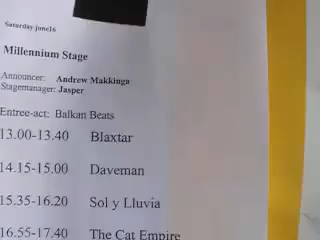 Saturday june16
Millennium Stage
Announcer: Andrew Makkinga
Stagemanager: Jasper
Entree-act: Balkan Beats
13.00-13.40 Blaxtar
14.15-15.00 Daveman
15.35-16.20 Sol y Lluvia
16.55-17.40 The Cat Empire